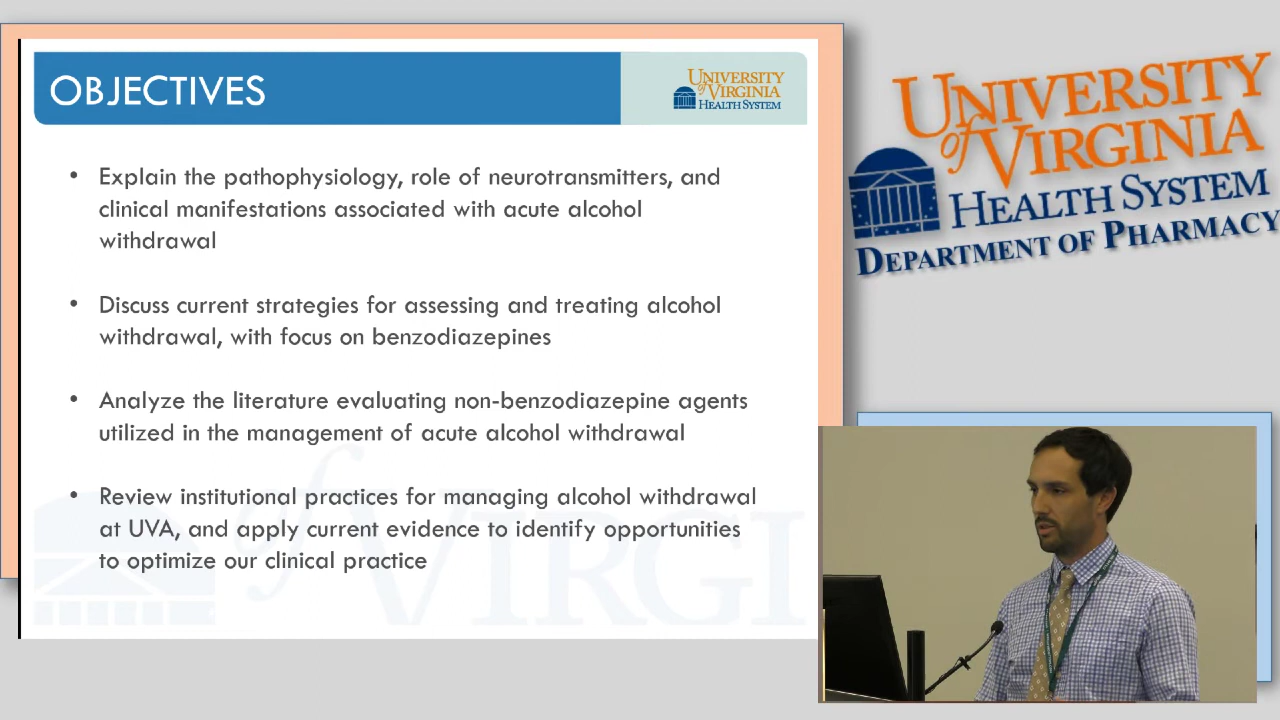 OBJECTIVES
UNIVERSITY
of VIRGINIA
HEALTH SYSTEM
• Explain the pathophysiology, role of neurotransmitters, and
clinical manifestations associated with acute alcohol
withdrawal
• Discuss current strategies for assessing and treating alcohol
withdrawal, with focus on benzodiazepines
• Analyze the literature evaluating non-benzodiazepine agents
utilized in the management of acute alcohol withdrawal
• Review institutional practices for managing alcohol withdrawal
at UVA, and apply current evidence to identify opportunities
to optimize our clinical practice
of VIRGI
UNIVERSITY
of VIRGINIA
HEALTH SYSTEM
DEPARTMENT OF PHARMACY